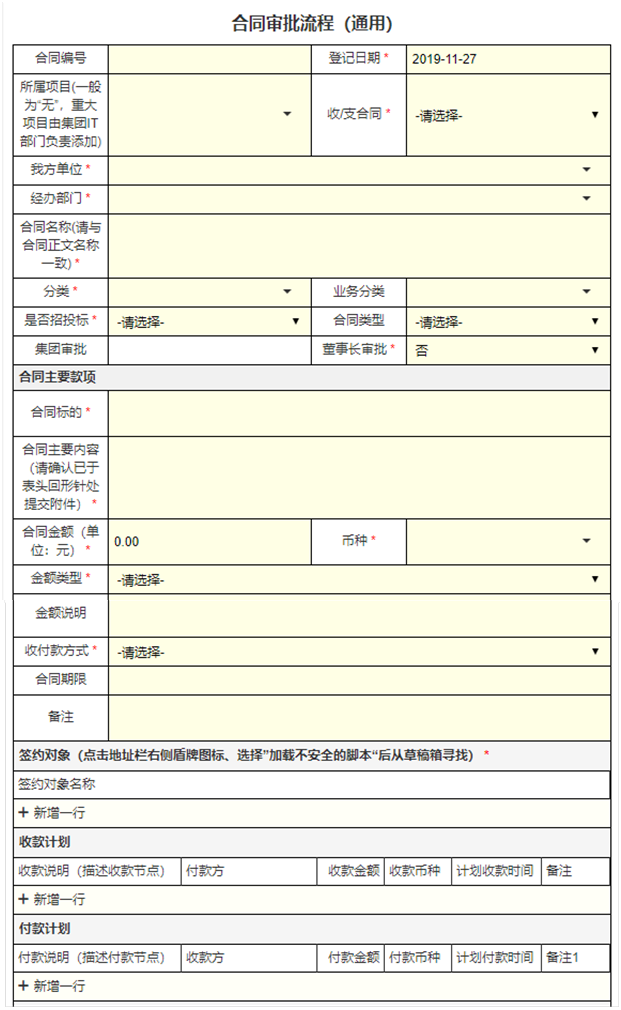 合同审批流程（通用）
合同编号 登记日期 * 2019-11-27
所属项目(一般
为“无”，重大
项目由集团IT
部门负责添加) 收/支合同 * -请选择-
我方单位 *
经办部门 *
合同名称(请与
合同正文名称
一致) *
分类 * 业务分类
是否招投标 * -请选择- 合同类型 -请选择-
集团审批 董事长审批 * 否
合同主要款项
合同标的 *
合同主要内容
（请确认已于
表头回形针处
提交附件） *
合同金额（单
位：元） * 0.00 币种 *
金额类型 * -请选择-
金额说明
收付款方式 * -请选择-
合同期限
备注
签约对象（点击地址栏右侧盾牌图标、选择”加载不安全的脚本“后从草稿箱寻找） *
签约对象名称
+ 新增一行
收款计划
收款说明（描述收款节点） 付款方 收款金额 收款币种 计划收款时间 备注
+ 新增一行
付款计划
付款说明（描述付款节点） 收款方 付款金额 付款币种 计划付款时间 备注1
+ 新增一行